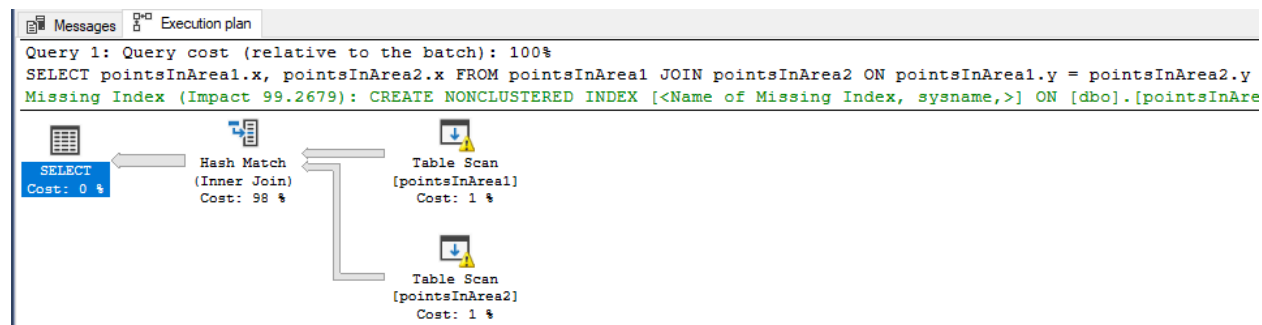 Messages Execution plan
Query 1: Query cost (relative to the batch): 100%
SELECT pointsInArea1.x, pointsInArea2.x FROM pointsInArea1 JOIN pointsInArea2 ON pointsInArea1.y = pointsInArea2.y
Missing Index (Impact 99.2679): CREATE NONCLUSTERED INDEX [<Name of Missing Index, sysname,>] ON [dbo].[pointsInAre
SELECT
Cost: 0 %
Hash Match
(Inner Join)
Cost: 98 %
Table Scan
[pointsInArea1]
Cost: 1 %
Table Scan
[pointsInArea2]
Cost: 1 %